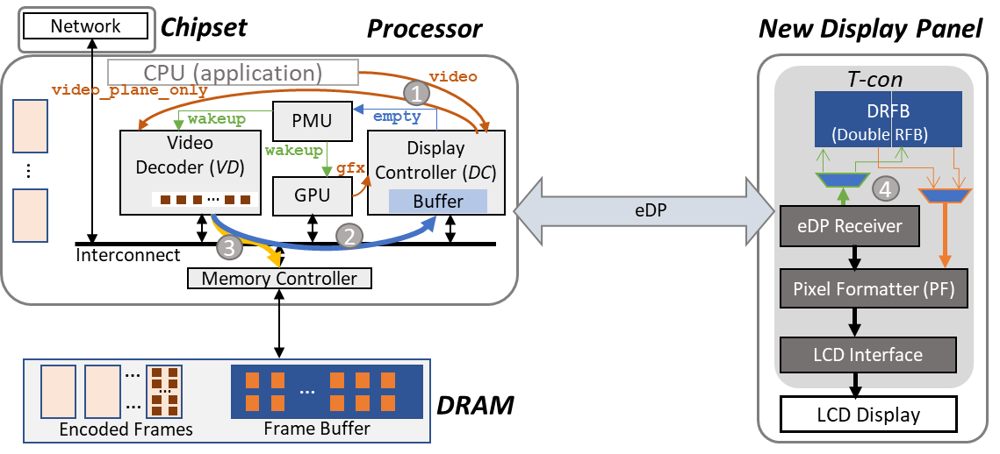 Network
Chipset
Processor
New Display Panel
CPU (application)
video
video_plane_only
1
T-con
DRFB
(Double RFB)
wakeup
PMU
empty
Video
Decoder (VD)
...
wakeup
gfx
GPU
Display
Controller (DC)
Buffer
4
...
eDP
eDP Receiver
3
2
Interconnect
Memory Controller
Pixel Formatter (PF)
LCD Interface
LCD Display
...
...
...
Encoded Frames
...
Frame Buffer
DRAM